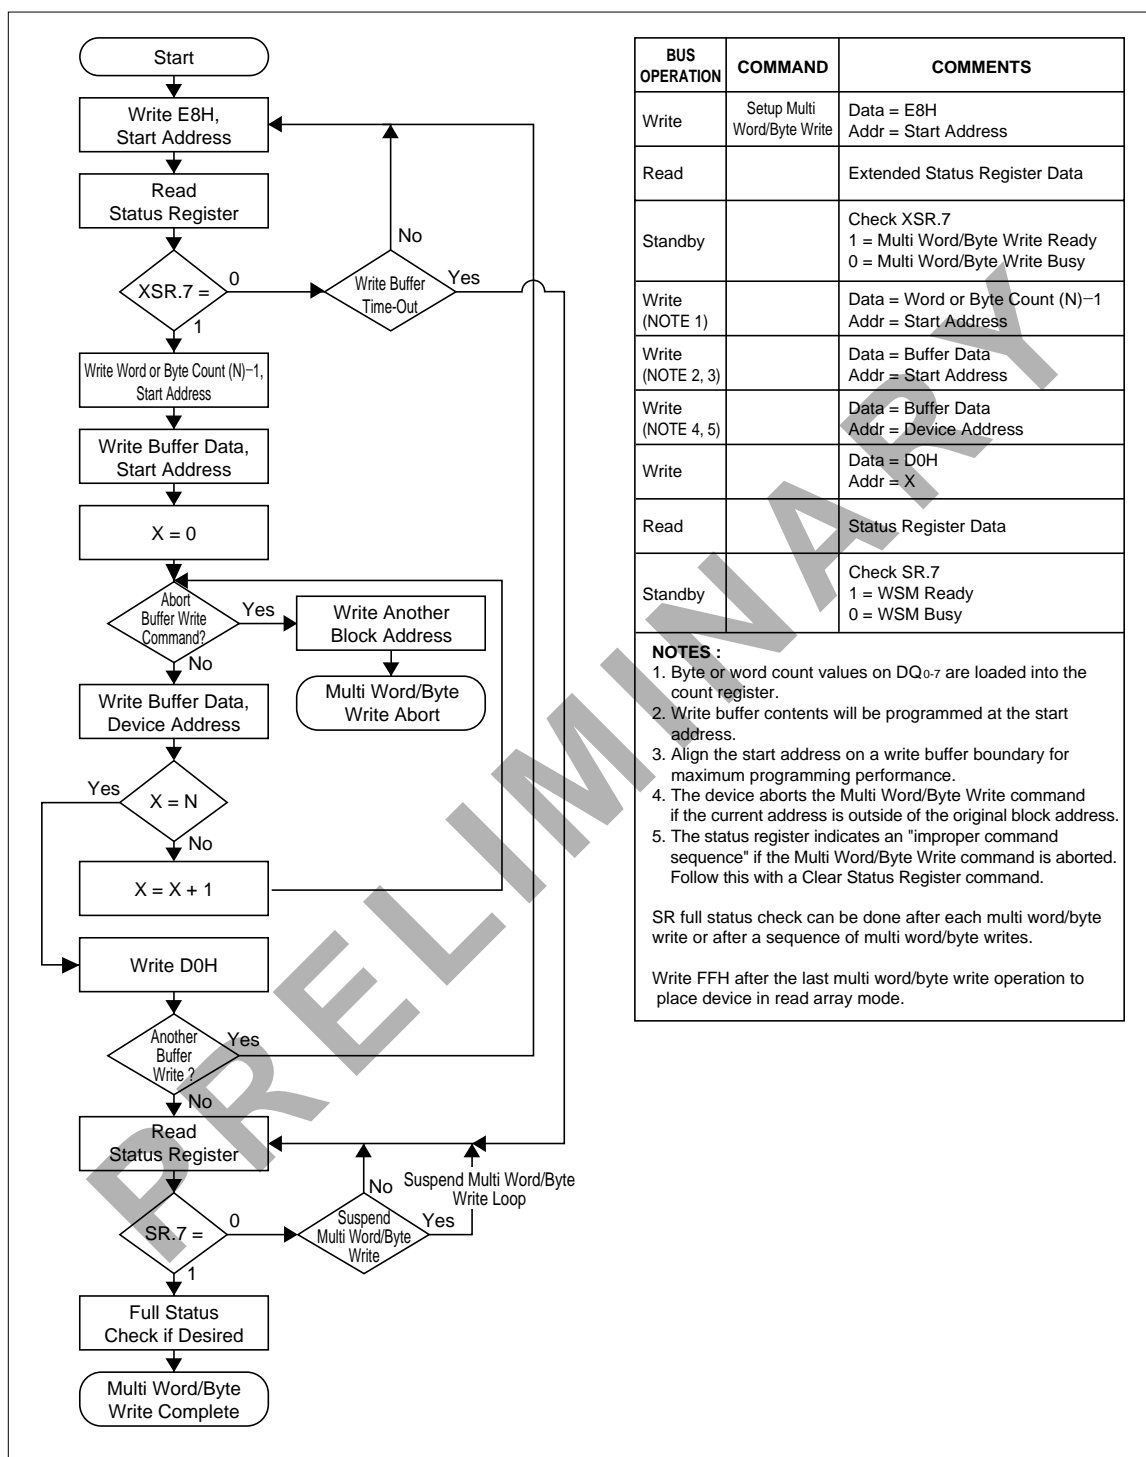 Start
Write E8H,
Start Address
Read
Status Register
No
XSR.7 =
0
Write Buffer
Time-Out
Yes
1
Write Word or Byte Count (N)−1,
Start Address
Write Buffer Data,
Start Address
X = 0
Abort
Buffer Write
Command?
Yes
Write Another
Block Address
No
Multi Word/Byte
Write Abort
Write Buffer Data,
Device Address
Yes
X = N
No
X = X + 1
Write D0H
Another
Buffer
Write ?
Yes
No
Read
Status Register
No
Suspend Multi Word/Byte
Write Loop
SR.7 =
0
Suspend
Multi Word/Byte
Write
Yes
1
Full Status
Check if Desired
Multi Word/Byte
Write Complete
BUS
OPERATION
COMMAND
COMMENTS
Write
Setup Multi
Word/Byte Write
Data = E8H
Addr = Start Address
Read
Extended Status Register Data
Standby
Check XSR.7
1 = Multi Word/Byte Write Ready
0 = Multi Word/Byte Write Busy
Write
(NOTE 1)
Data = Word or Byte Count (N)−1
Addr = Start Address
Write
(NOTE 2, 3)
Data = Buffer Data
Addr = Start Address
Write
(NOTE 4, 5)
Data = Buffer Data
Addr = Device Address
Write
Data = D0H
Addr = X
Read
Status Register Data
Standby
Check SR.7
1 = WSM Ready
0 = WSM Busy
NOTES :
1. Byte or word count values on DQ0-7 are loaded into the
count register.
2. Write buffer contents will be programmed at the start
address.
3. Align the start address on a write buffer boundary for
maximum programming performance.
4. The device aborts the Multi Word/Byte Write command
if the current address is outside of the original block address.
5. The status register indicates an "improper command
sequence" if the Multi Word/Byte Write command is aborted.
Follow this with a Clear Status Register command.
SR full status check can be done after each multi word/byte
write or after a sequence of multi word/byte writes.
Write FFH after the last multi word/byte write operation to
place device in read array mode.
PRELIMINARY